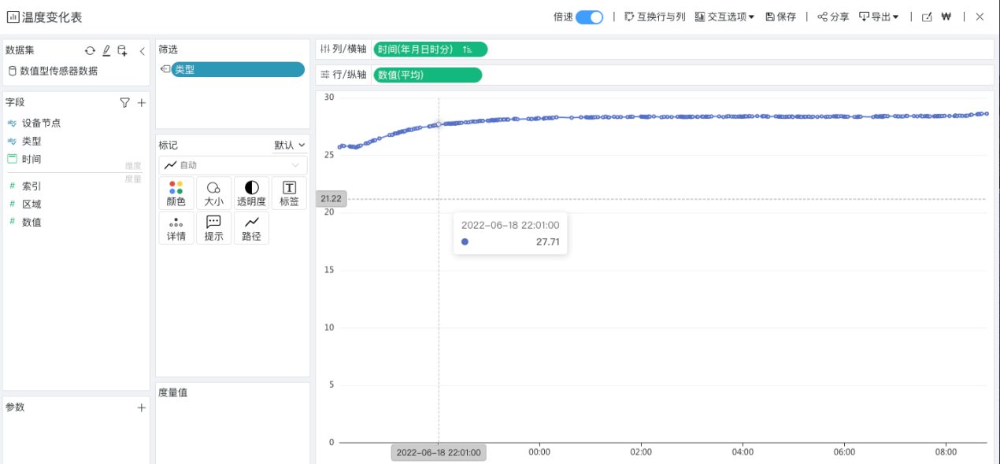 温度变化表
倍速
互换行与列
交互选项
保存
分享
导出
数据集
数值型传感器数据
字段
设备节点
类型
时间
维度
度量
索引
区域
数值
参数
筛选
类型
标记
默认
自动
颜色
大小
透明度
标签
详情
提示
路径
度量值
列/横轴
时间(年月日时分)
行/纵轴
数值(平均)
30
25
21.22
20
15
10
5
0
2022-06-18 22:01:00
27.71
2022-06-18 22:01:00
00:00
02:00
04:00
06:00
08:00